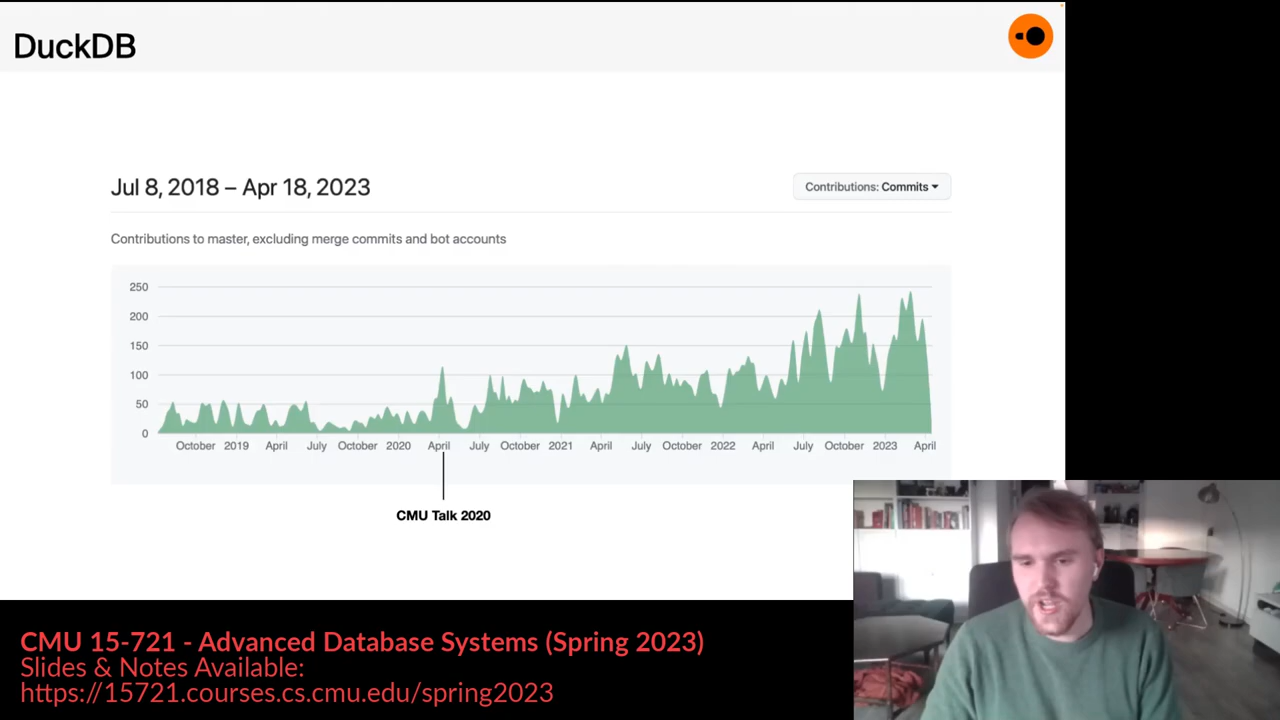 DuckDB
Jul 8, 2018 – Apr 18, 2023
Contributions: Commits
Contributions to master, excluding merge commits and bot accounts
250
200
150
100
50
0
October 2019 April July October 2020 April July October 2021 April July October 2022 April July October 2023 April
CMU Talk 2020
CMU 15-721 - Advanced Database Systems (Spring 2023)
Slides & Notes Available:
https://15721.courses.cs.cmu.edu/spring2023